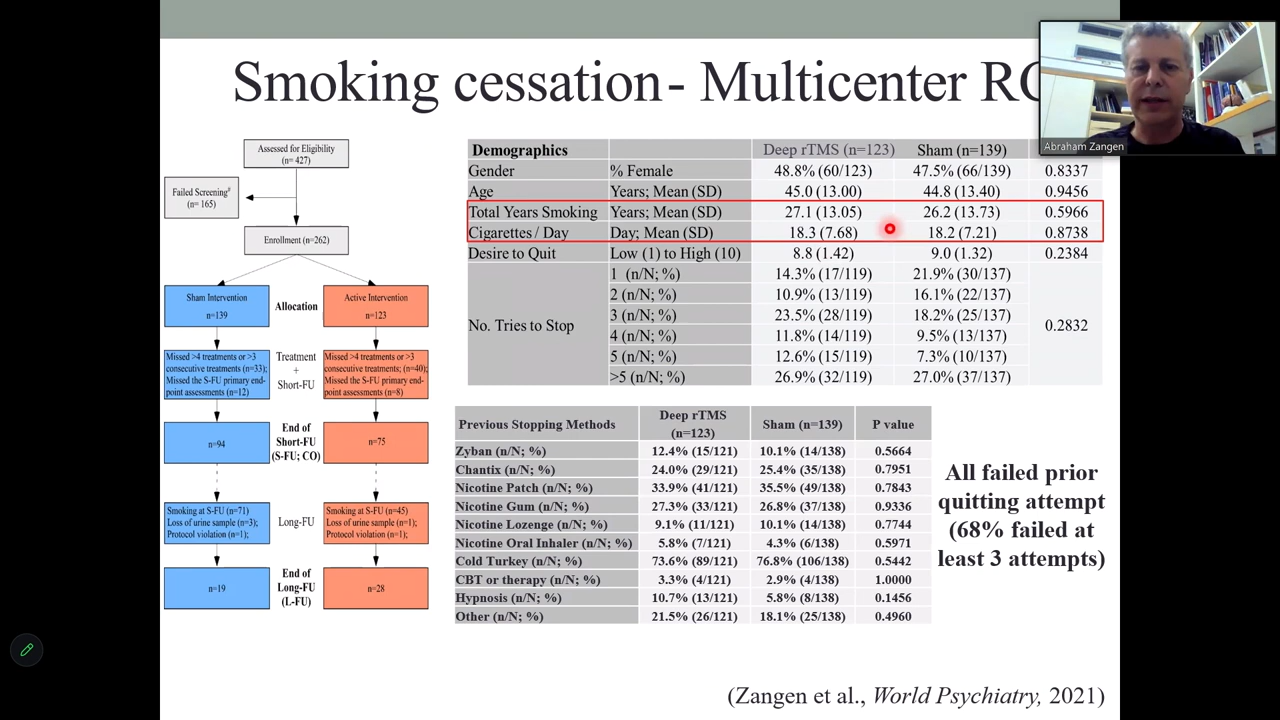 Smoking cessation - Multicenter RC
Abraham Zangen
Assessed for Eligibility
(n= 427)
Failed Screening#
(n= 165)
Enrollment (n=262)
Sham Intervention
n=139
Allocation
Active Intervention
n=123
Missed >4 treatments or >3
consecutive treatments; (n=33);
Missed the S-FU primary end-
point assessments (n=12)
Treatment
+
Short-FU
Missed >4 treatments or >3
consecutive treatments; (n=40);
Missed the S-FU primary end-
point assessments (n=8)
n=94
End of
Short-FU
(S-FU; CO)
n=75
Smoking at S-FU (n=71)
Loss of urine sample (n=3);
Protocol violation (n=1);
Long-FU
Smoking at S-FU (n=45)
Loss of urine sample (n=1);
Protocol violation (n=1);
n=19
End of
Long-FU
(L-FU)
n=28
Demographics Deep rTMS (n=123) Sham (n=139)
Gender % Female 48.8% (60/123) 47.5% (66/139) 0.8337
Age Years; Mean (SD) 45.0 (13.00) 44.8 (13.40) 0.9456
Total Years Smoking Years; Mean (SD) 27.1 (13.05) 26.2 (13.73) 0.5966
Cigarettes / Day Day; Mean (SD) 18.3 (7.68) 18.2 (7.21) 0.8738
Desire to Quit Low (1) to High (10) 8.8 (1.42) 9.0 (1.32) 0.2384
No. Tries to Stop 1 (n/N; %) 14.3% (17/119) 21.9% (30/137) 0.2832
2 (n/N; %) 10.9% (13/119) 16.1% (22/137)
3 (n/N; %) 23.5% (28/119) 18.2% (25/137)
4 (n/N; %) 11.8% (14/119) 9.5% (13/137)
5 (n/N; %) 12.6% (15/119) 7.3% (10/137)
>5 (n/N; %) 26.9% (32/119) 27.0% (37/137)
Previous Stopping Methods Deep rTMS (n=123) Sham (n=139) P value
Zyban (n/N; %) 12.4% (15/121) 10.1% (14/138) 0.5664
Chantix (n/N; %) 24.0% (29/121) 25.4% (35/138) 0.7951
Nicotine Patch (n/N; %) 33.9% (41/121) 35.5% (49/138) 0.7843
Nicotine Gum (n/N; %) 27.3% (33/121) 26.8% (37/138) 0.9336
Nicotine Lozenge (n/N; %) 9.1% (11/121) 10.1% (14/138) 0.7744
Nicotine Oral Inhaler (n/N; %) 5.8% (7/121) 4.3% (6/138) 0.5971
Cold Turkey (n/N; %) 73.6% (89/121) 76.8% (106/138) 0.5442
CBT or therapy (n/N; %) 3.3% (4/121) 2.9% (4/138) 1.0000
Hypnosis (n/N; %) 10.7% (13/121) 5.8% (8/138) 0.1456
Other (n/N; %) 21.5% (26/121) 18.1% (25/138) 0.4960
All failed prior
quitting attempt
(68% failed at
least 3 attempts)
(Zangen et al., World Psychiatry, 2021)